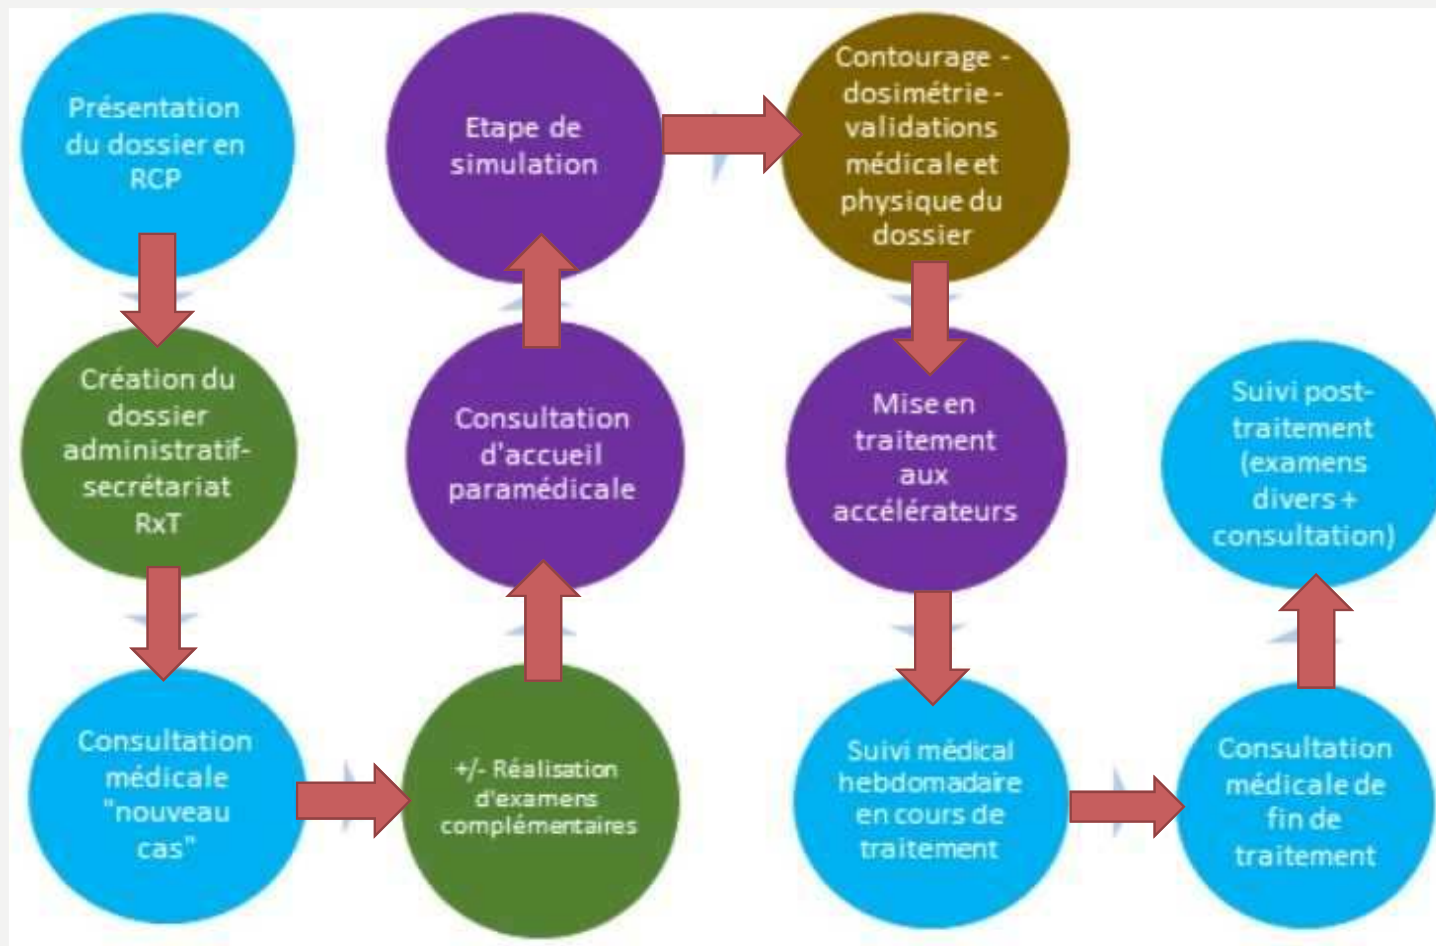 Présentation
du dossier en
RCP
Création du
dossier
administratif-
secrétariat
RxT
Consultation
médicale
"nouveau
cas"
+/- Réalisation
d'examens
complémentaires
Consultation
d'accueil
paramédicale
Etape de
simulation
Contourage -
dosimétrie -
validations
médicale et
physique du
dossier
Mise en
traitement
aux
accélérateurs
Suivi médical
hebdomadaire
en cours de
traitement
Consultation
médicale de
fin de
traitement
Suivi post-
traitement
(examens
divers +
consultation)